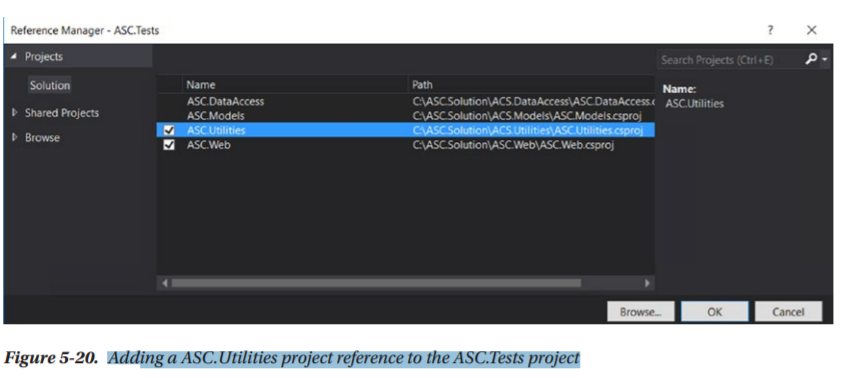 Reference Manager - ASC.Tests ? ×
Projects
Search Projects (Ctrl+E)
Solution
Shared Projects
Browse
Name Path
ASC.DataAccess C:\ASC.Solution\ACS.DataAccess\ASC.DataAccess.c
ASC.Models C:\ASC.Solution\ACS.Models\ASC.Models.csproj
ASC.Utilities C:\ASC.Solution\ACS.Utilities\ASC.Utilities.csproj
ASC.Web C:\ASC.Solution\ASC.Web\ASC.Web.csproj
Name:
ASC.Utilities
Browse... OK Cancel
Figure 5-20. Adding a ASC.Utilities project reference to the ASC.Tests project